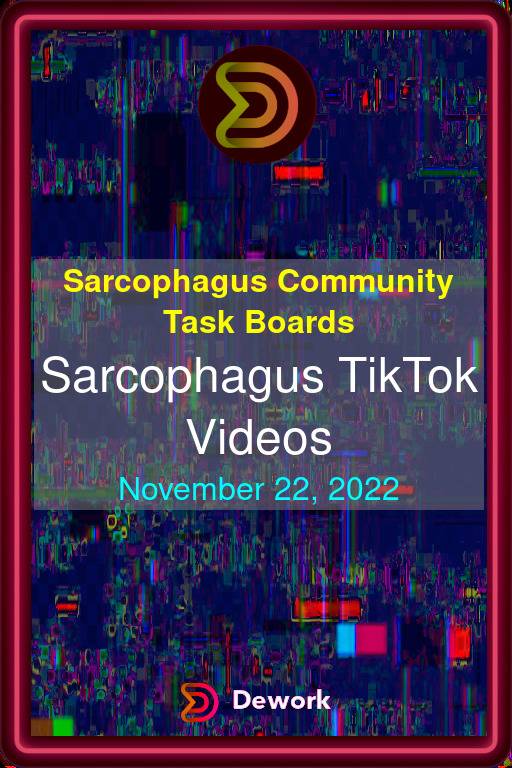 Sarcophagus Community
Task Boards
Sarcophagus TikTok
Videos
November 22, 2022
Dework